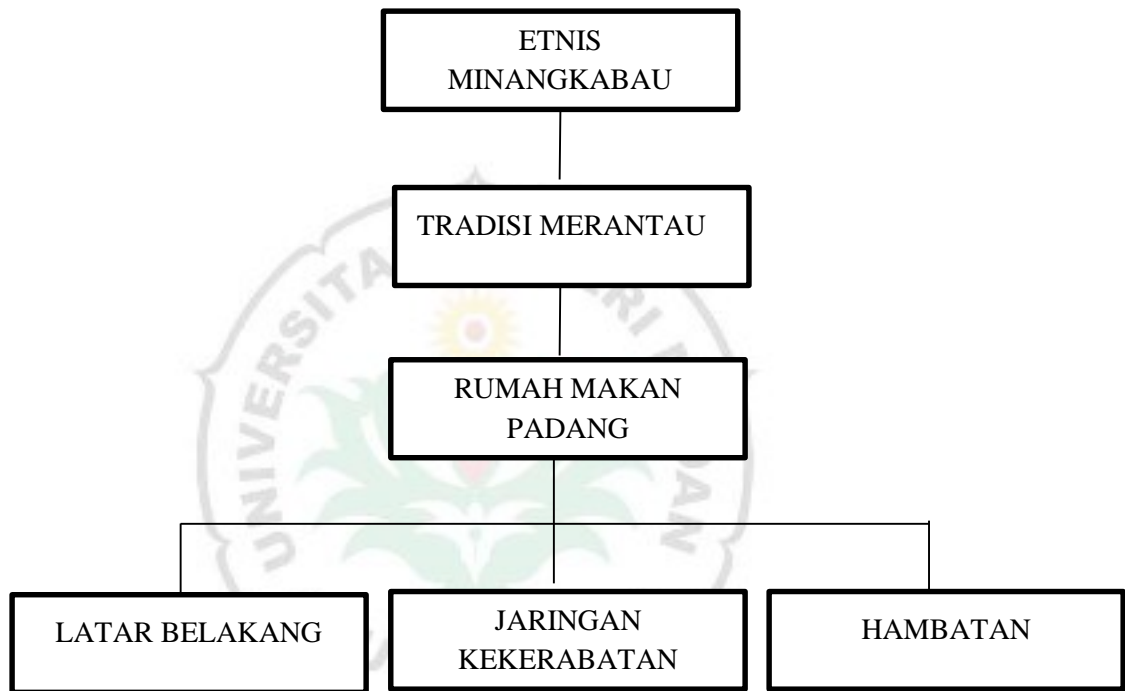 ETNIS
MINANGKABAU
TRADISI MERANTAU
RUMAH MAKAN
PADANG
LATAR BELAKANG
JARINGAN
KEKERABATAN
HAMBATAN